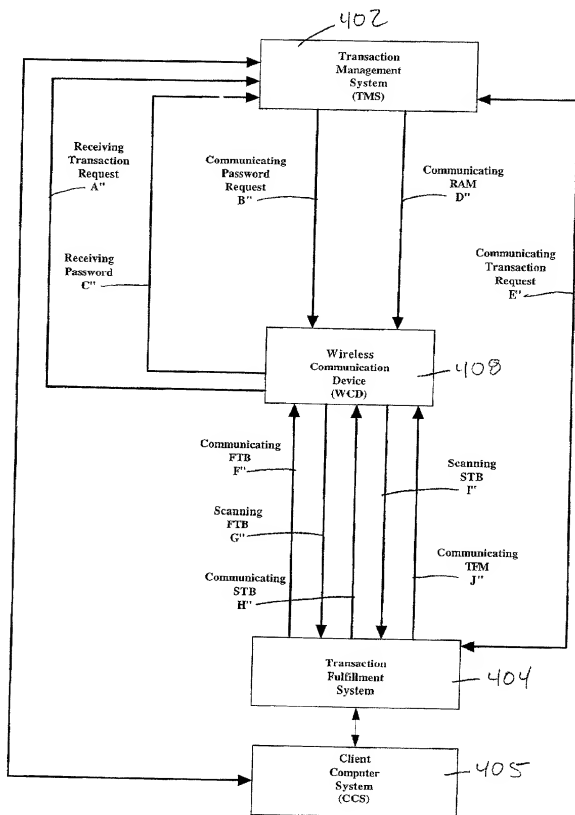 402
Transaction
Management
System
(TMS)
Receiving
Transaction
Request
A"
Communicating
Password
Request
B"
Communicating
RAM
D"
Receiving
Password
C"
Communicating
Transaction
Request
E"
Wireless
Communication
Device
(WCD)
408
Communicating
FTB
F"
Scanning
FTB
G"
Communicating
STB
H"
Scanning
STB
I"
Communicating
TFM
J"
Transaction
Fulfillment
System
404
Client
Computer
System
(CCS)
405